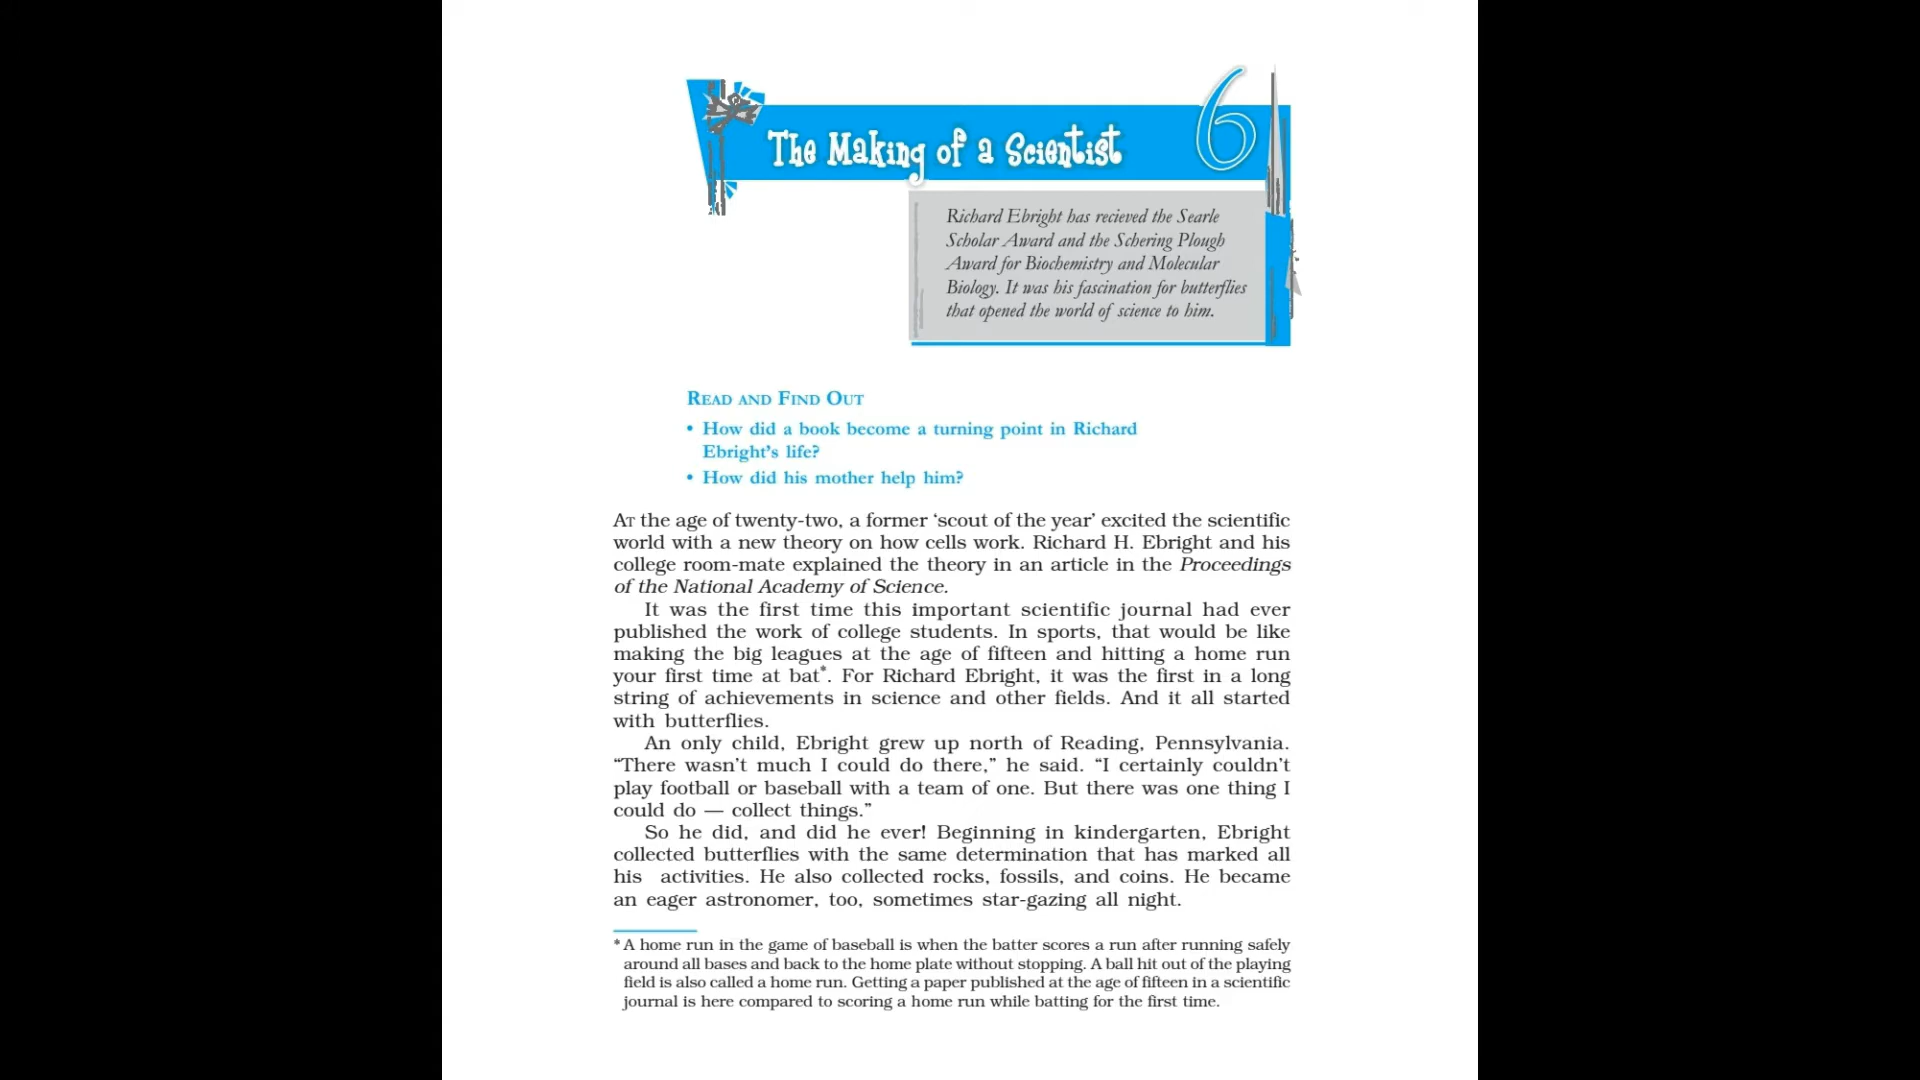 The Making of a Scientist
6
Richard Ebright has recieved the Searle
Scholar Award and the Schering Plough
Award for Biochemistry and Molecular
Biology. It was his fascination for butterflies
that opened the world of science to him.
READ AND FIND OUT
• How did a book become a turning point in Richard
Ebright’s life?
• How did his mother help him?
AT the age of twenty-two, a former ‘scout of the year’ excited the scientific
world with a new theory on how cells work. Richard H. Ebright and his
college room-mate explained the theory in an article in the Proceedings
of the National Academy of Science.
It was the first time this important scientific journal had ever
published the work of college students. In sports, that would be like
making the big leagues at the age of fifteen and hitting a home run
your first time at bat*. For Richard Ebright, it was the first in a long
string of achievements in science and other fields. And it all started
with butterflies.
An only child, Ebright grew up north of Reading, Pennsylvania.
“There wasn’t much I could do there,” he said. “I certainly couldn’t
play football or baseball with a team of one. But there was one thing I
could do — collect things.”
So he did, and did he ever! Beginning in kindergarten, Ebright
collected butterflies with the same determination that has marked all
his activities. He also collected rocks, fossils, and coins. He became
an eager astronomer, too, sometimes star-gazing all night.
* A home run in the game of baseball is when the batter scores a run after running safely
around all bases and back to the home plate without stopping. A ball hit out of the playing
field is also called a home run. Getting a paper published at the age of fifteen in a scientific
journal is here compared to scoring a home run while batting for the first time.